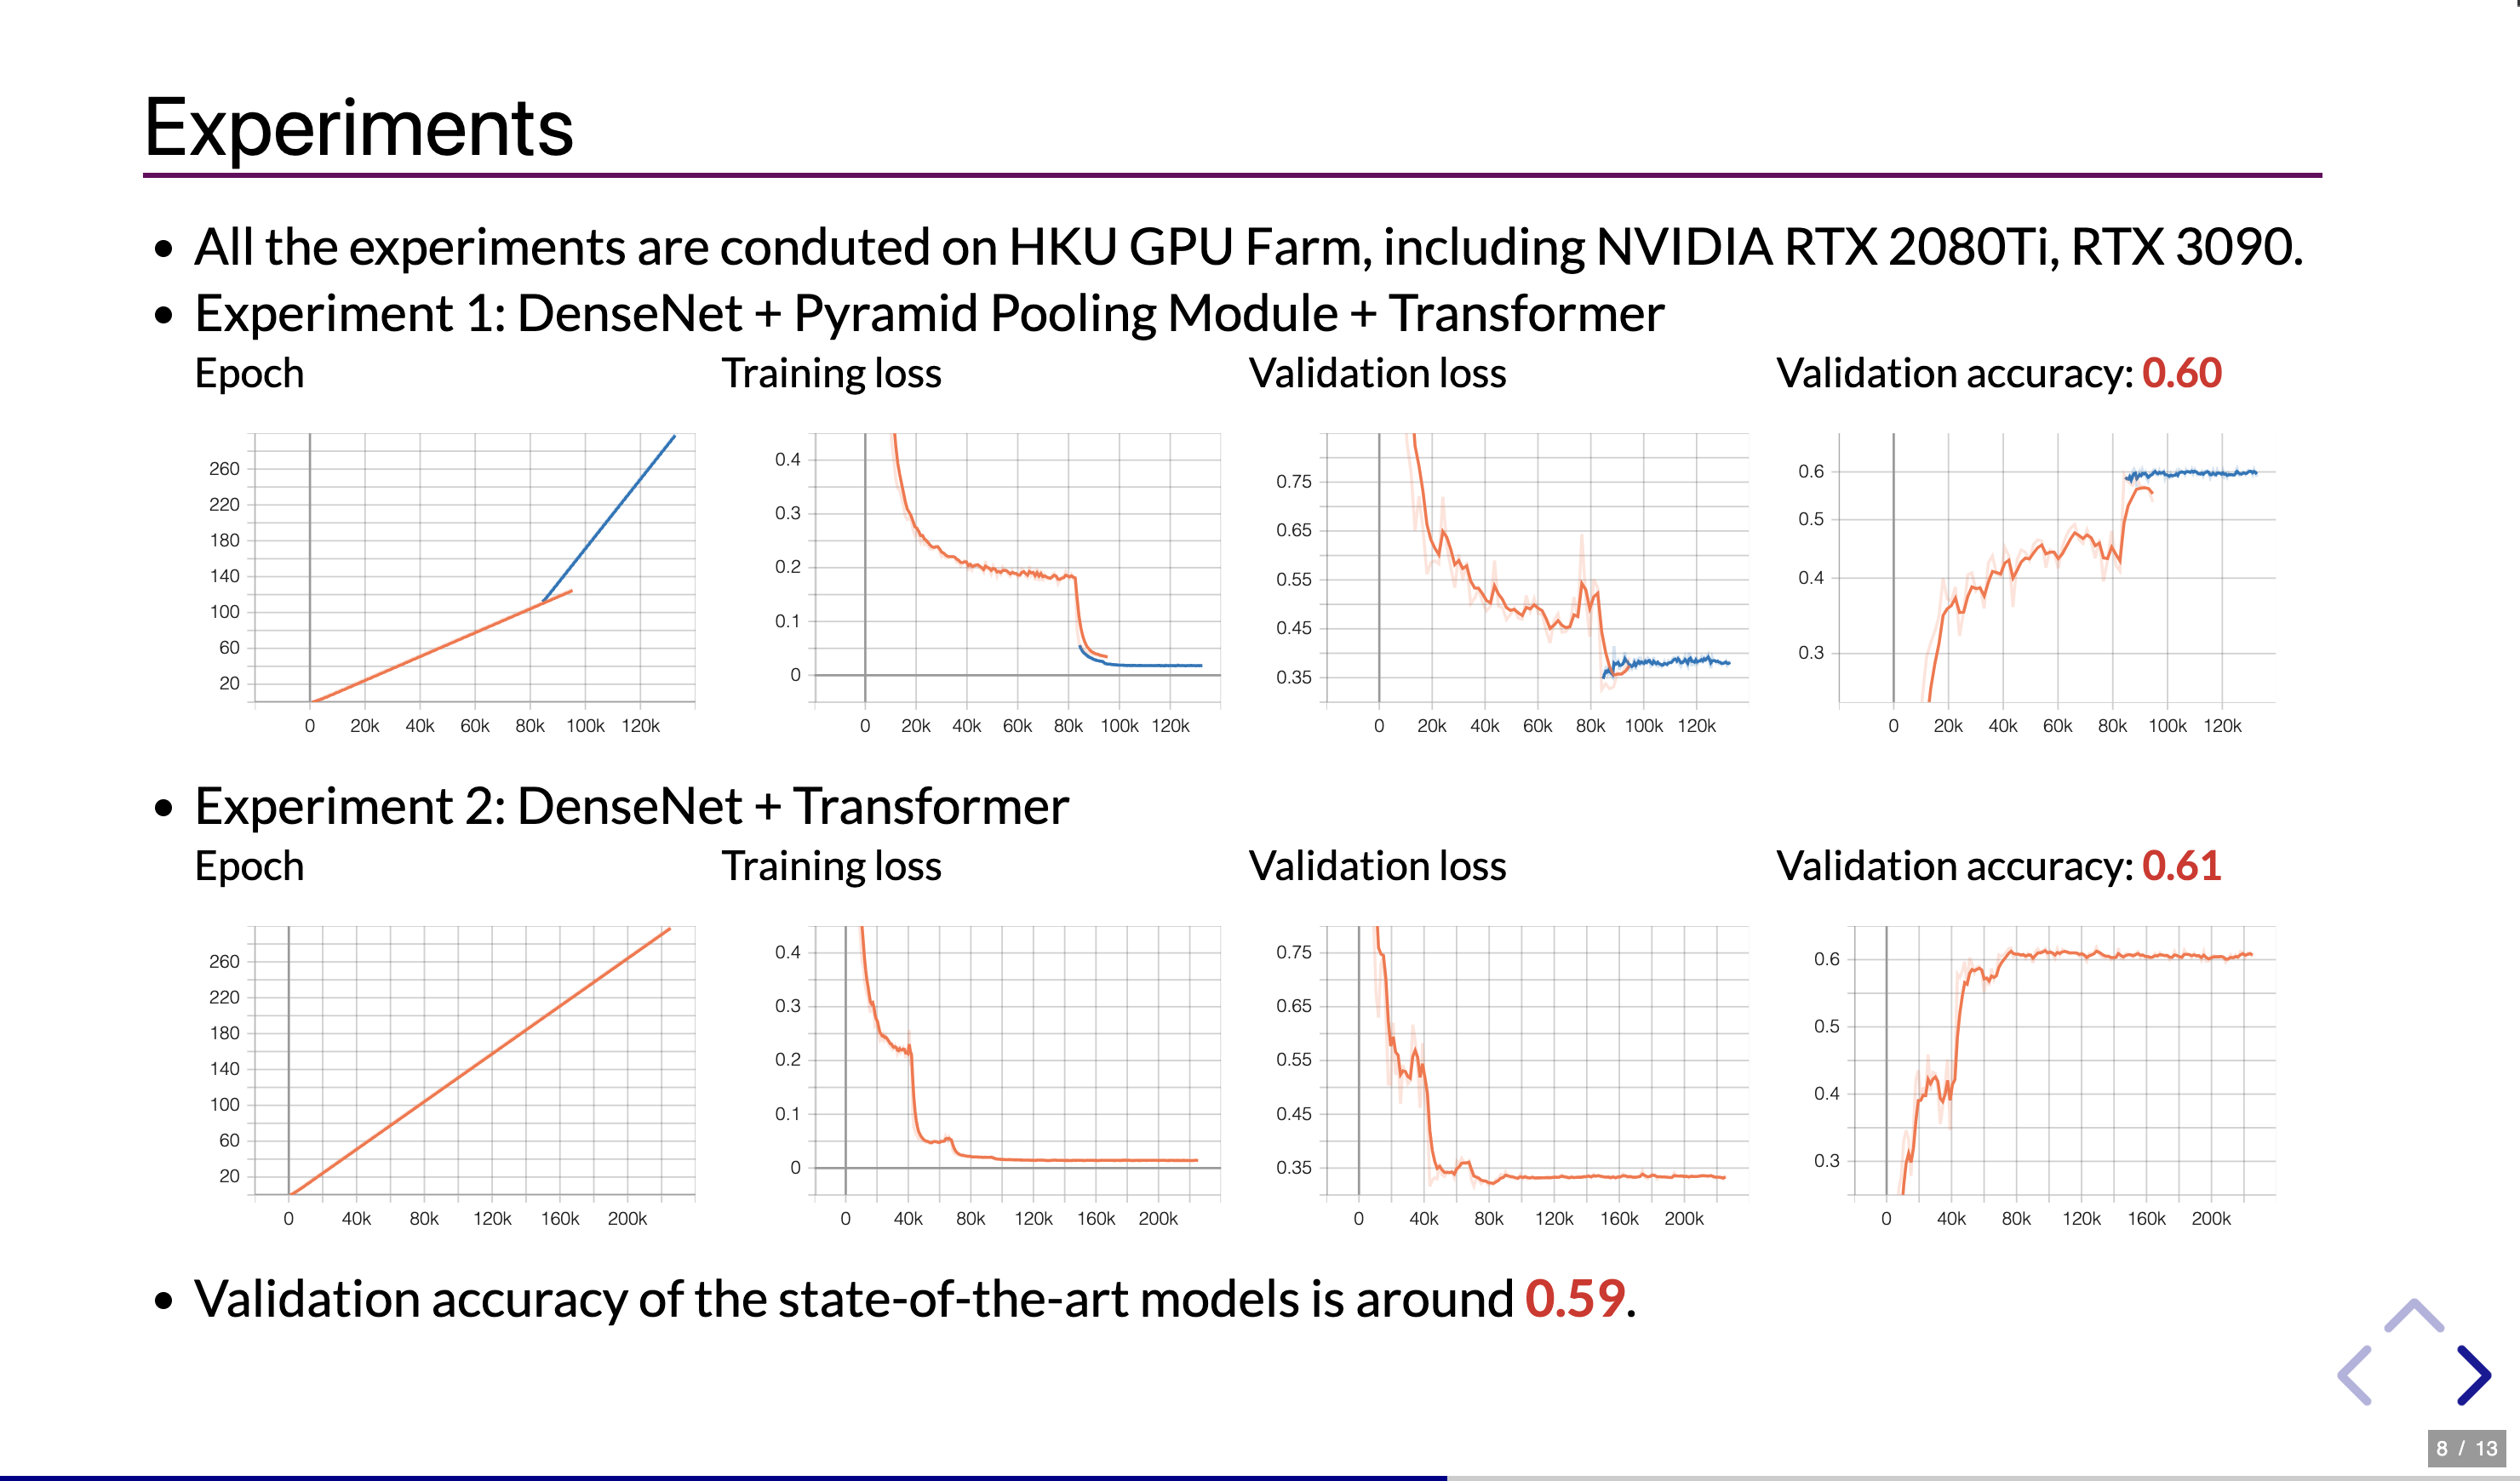 Experiments
• All the experiments are conduted on HKU GPU Farm, including NVIDIA RTX 2080Ti, RTX 3090.
• Experiment 1: DenseNet + Pyramid Pooling Module + Transformer
Epoch
Training loss
Validation loss
Validation accuracy: 0.60
260
220
180
140
100
60
20
0 20k 40k 60k 80k 100k 120k
0.4
0.3
0.2
0.1
0
0 20k 40k 60k 80k 100k 120k
0.75
0.65
0.55
0.45
0.35
0 20k 40k 60k 80k 100k 120k
0.6
0.5
0.4
0.3
0 20k 40k 60k 80k 100k 120k
• Experiment 2: DenseNet + Transformer
Epoch
Training loss
Validation loss
Validation accuracy: 0.61
260
220
180
140
100
60
20
0 40k 80k 120k 160k 200k
0.4
0.3
0.2
0.1
0
0 40k 80k 120k 160k 200k
0.75
0.65
0.55
0.45
0.35
0 40k 80k 120k 160k 200k
0.6
0.5
0.4
0.3
0 40k 80k 120k 160k 200k
• Validation accuracy of the state-of-the-art models is around 0.59.
8 / 13